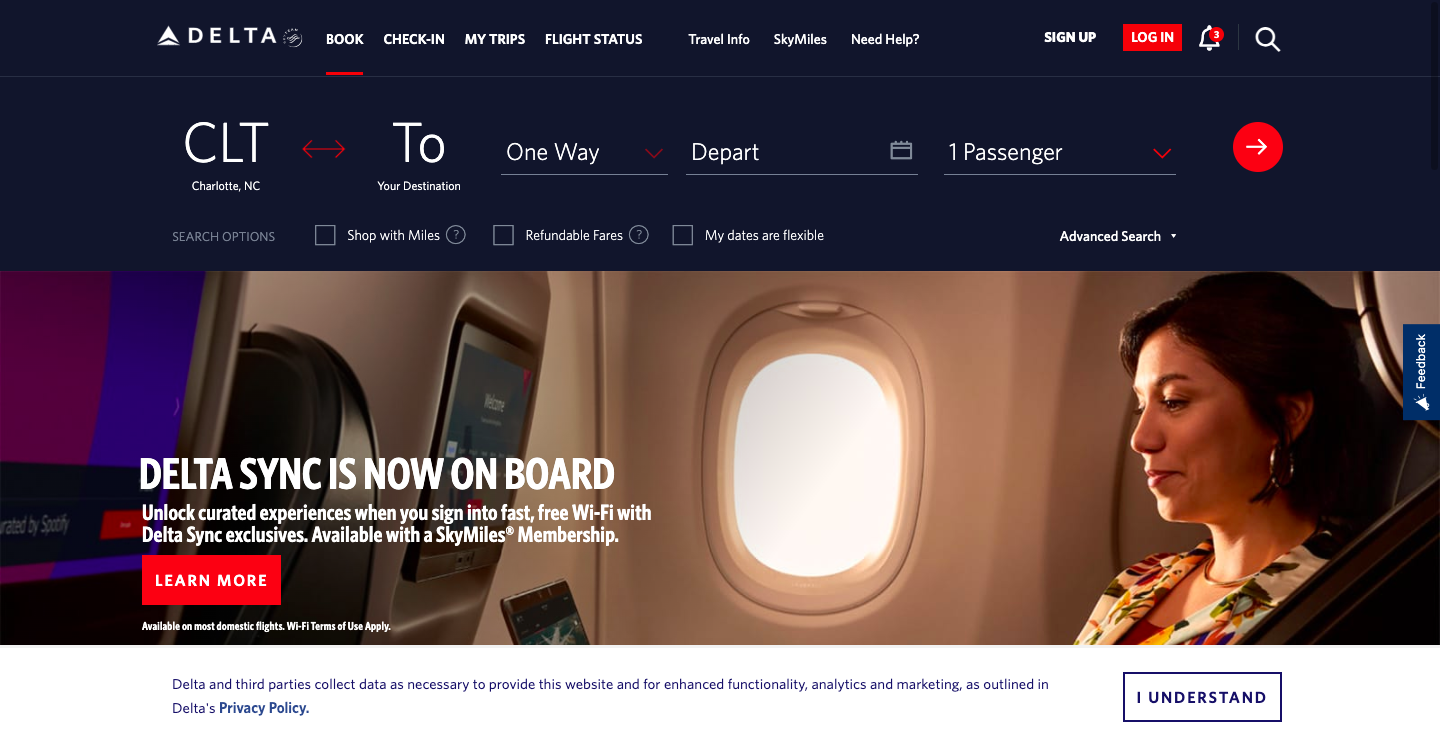 DELTA
BOOK
CHECK-IN
MY TRIPS
FLIGHT STATUS
Travel Info
SkyMiles
Need Help?
SIGN UP
LOG IN
3
CLT
Charlotte, NC
To
Your Destination
One Way
Depart
1 Passenger
SEARCH OPTIONS
Shop with Miles ?
Refundable Fares ?
My dates are flexible
Advanced Search
Feedback
Welcome
DELTA SYNC IS NOW ON BOARD
Unlock curated experiences when you sign into fast, free Wi-Fi with
Delta Sync exclusives. Available with a SkyMiles® Membership.
by Spotify
LEARN MORE
Available on most domestic flights. Wi-Fi Terms of Use Apply.
Delta and third parties collect data as necessary to provide this website and for enhanced functionality, analytics and marketing, as outlined in
Delta's Privacy Policy.
I UNDERSTAND